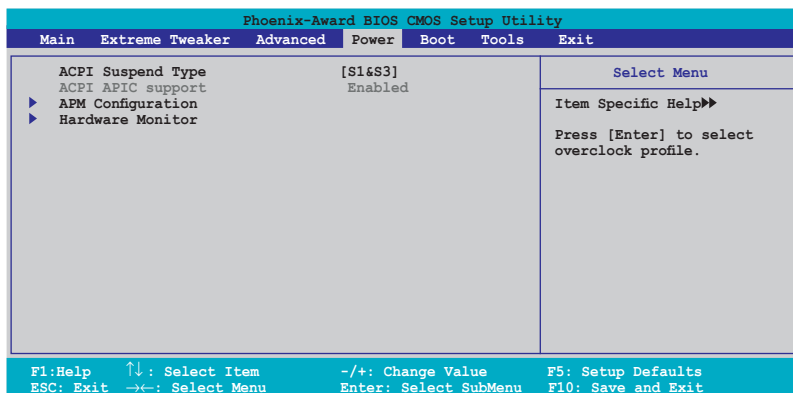 Phoenix-Award BIOS CMOS Setup Utility
Main Extreme Tweaker Advanced Power Boot Tools Exit
ACPI Suspend Type [S1&S3]
ACPI APIC support Enabled
APM Configuration
Hardware Monitor
Select Menu
Item Specific Help
Press [Enter] to select
overclock profile.
F1:Help ↑↓ : Select Item -/+: Change Value F5: Setup Defaults
ESC: Exit →←: Select Menu Enter: Select SubMenu F10: Save and Exit